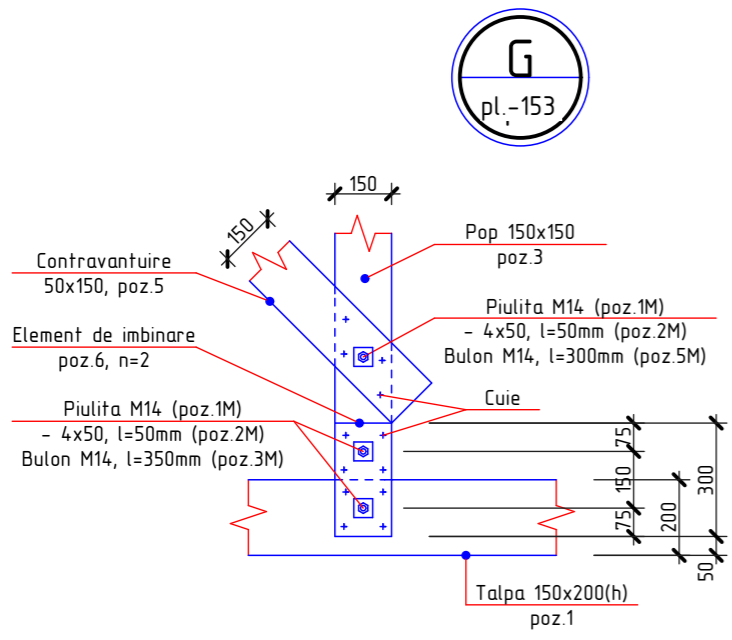 G
pl.-153
150
150
Contravantuire
50x150, poz.5
Pop 150x150
poz.3
Element de imbinare
poz.6, n=2
Piulita M14 (poz.1M)
- 4x50, l=50mm (poz.2M)
Bulon M14, l=300mm (poz.5M)
Piulita M14 (poz.1M)
- 4x50, l=50mm (poz.2M)
Bulon M14, l=350mm (poz.3M)
Cuie
75
150
75
200
300
50
Talpa 150x200(h)
poz.1